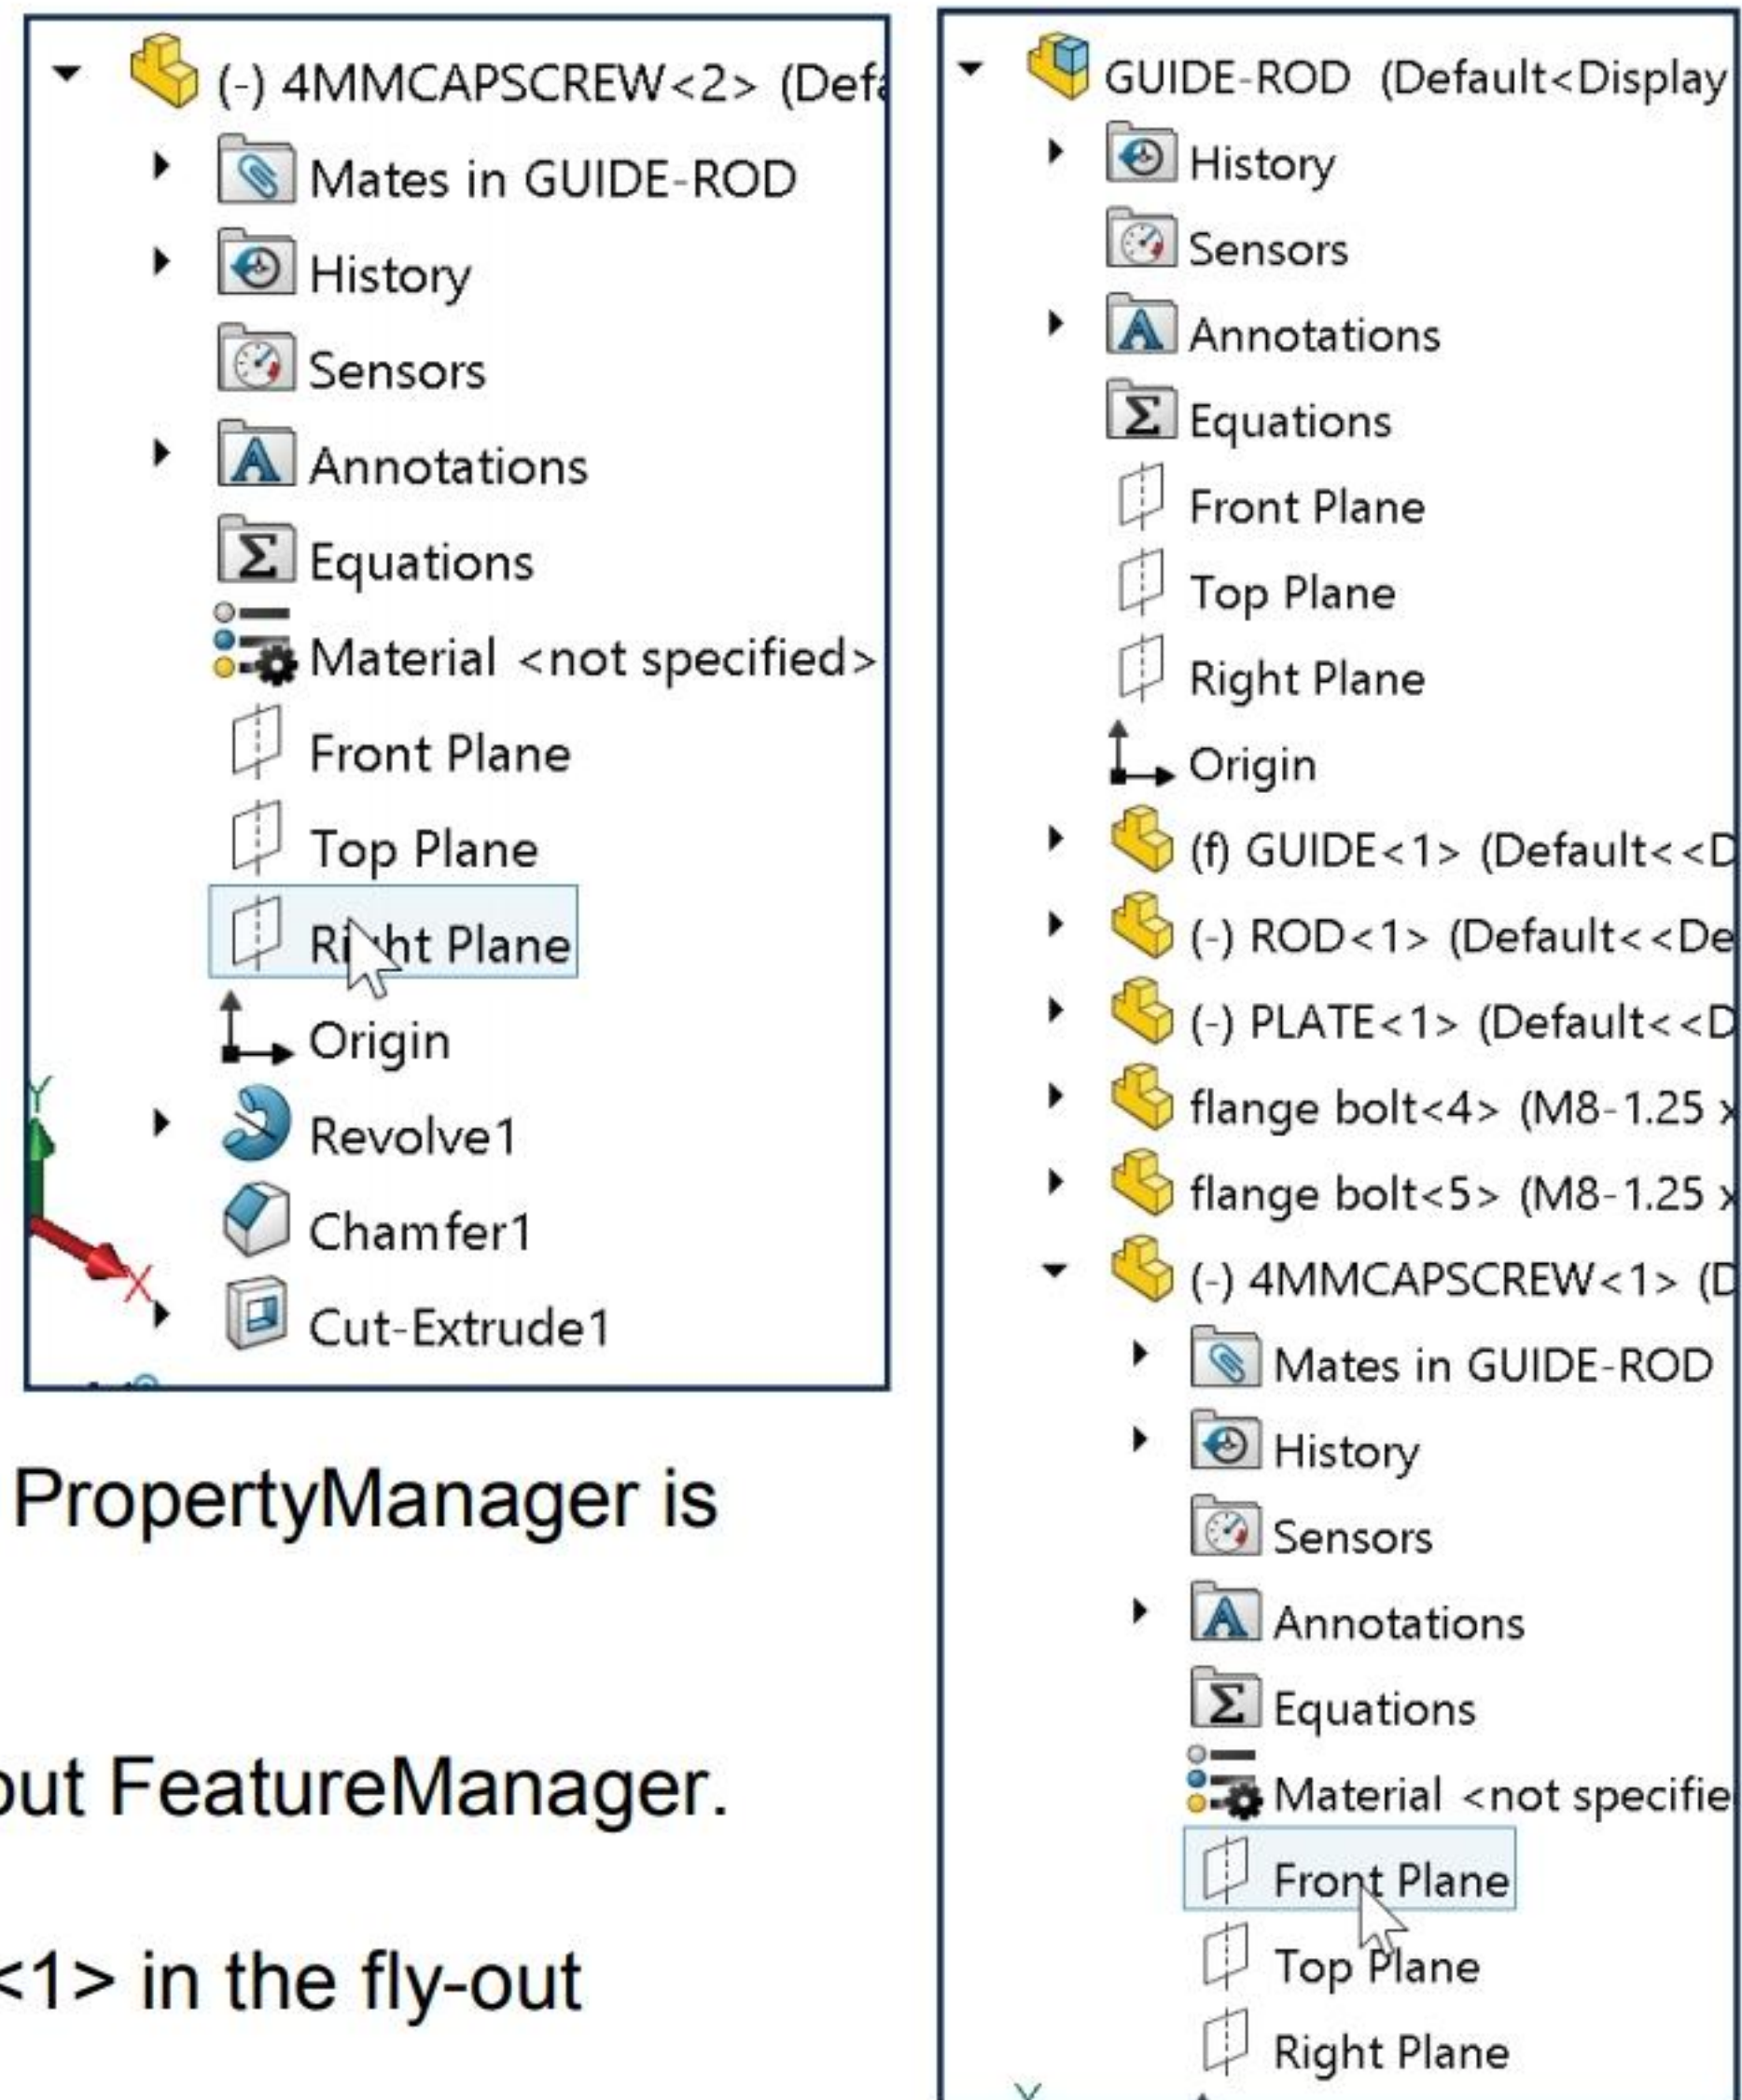 (-) 4MMCAPSCREW<2> (Defa
Mates in GUIDE-ROD
History
Sensors
Annotations
Equations
Material <not specified>
Front Plane
Top Plane
Right Plane
Origin
Revolve1
Chamfer1
Cut-Extrude1
Y
X
PropertyManager is
out FeatureManager.
<1> in the fly-out
GUIDE-ROD (Default<Display
History
Sensors
Annotations
Equations
Front Plane
Top Plane
Right Plane
Origin
(f) GUIDE<1> (Default<<D
(-) ROD<1> (Default<<De
(-) PLATE<1> (Default<<D
flange bolt<4> (M8-1.25 x
flange bolt<5> (M8-1.25 x
(-) 4MMCAPSCREW<1> (D
Mates in GUIDE-ROD
History
Sensors
Annotations
Equations
Material <not specifie
Front Plane
Top Plane
Right Plane
Y